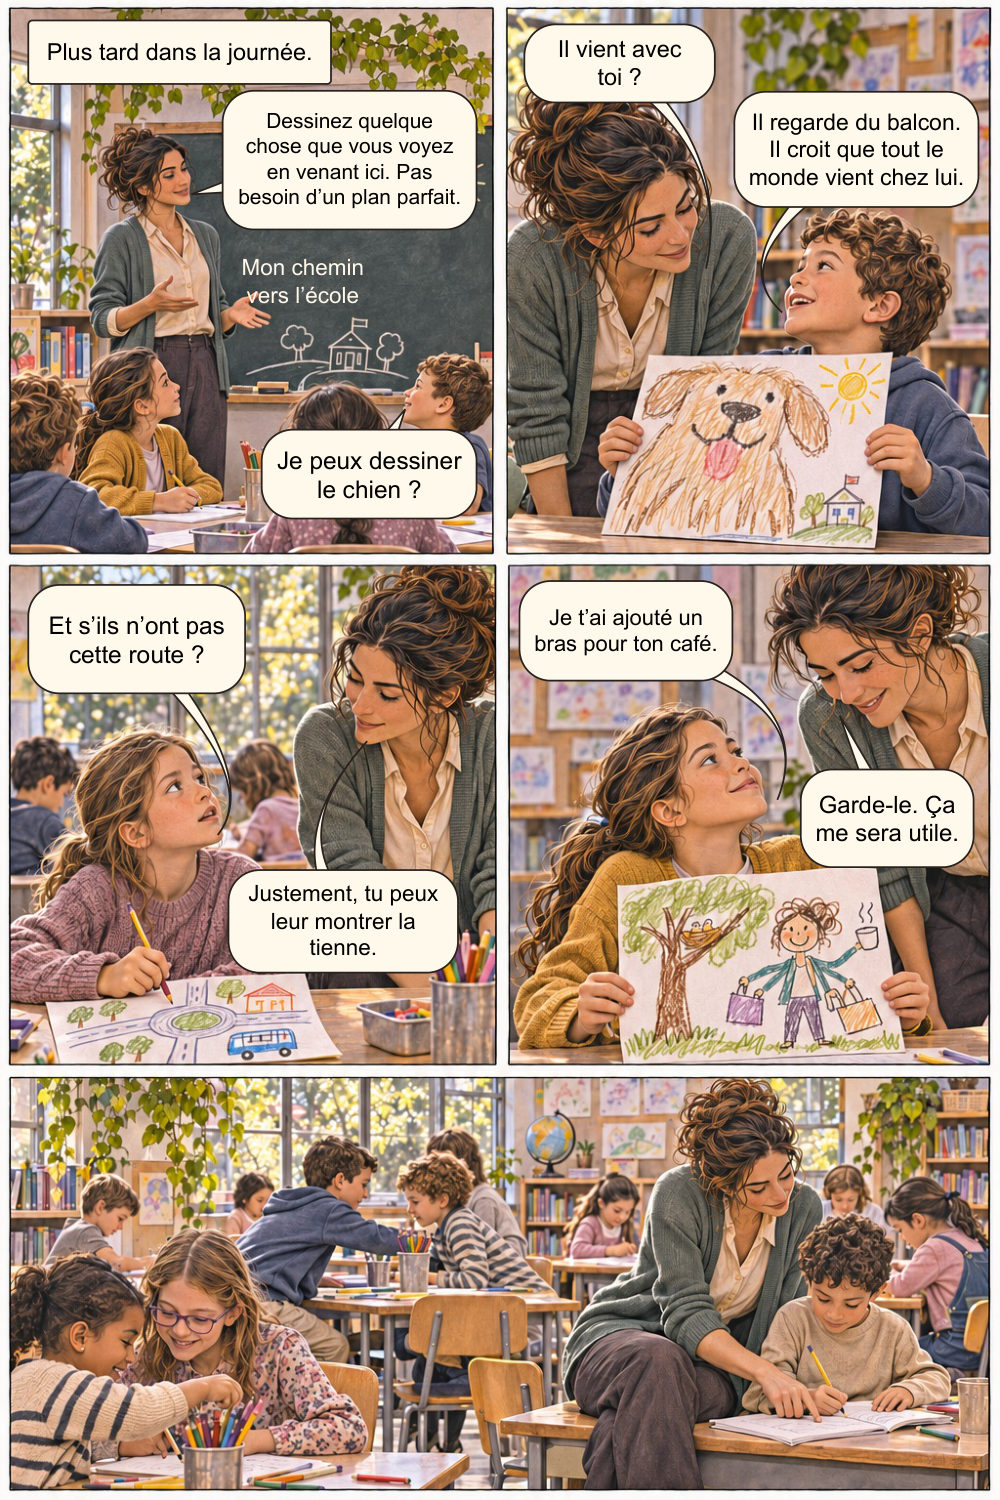 Plus tard dans la journée.
Dessinez quelque
chose que vous voyez
en venant ici. Pas
besoin d'un plan parfait.
Mon chemin
vers l'école
Je peux dessiner
le chien ?
Il vient avec
toi ?
Il regarde du balcon.
Il croit que tout le
monde vient chez lui.
Et s'ils n'ont pas
cette route ?
Justement, tu peux
leur montrer la
tienne.
Je t'ai ajouté un
bras pour ton café.
Garde-le. Ça
me sera utile.